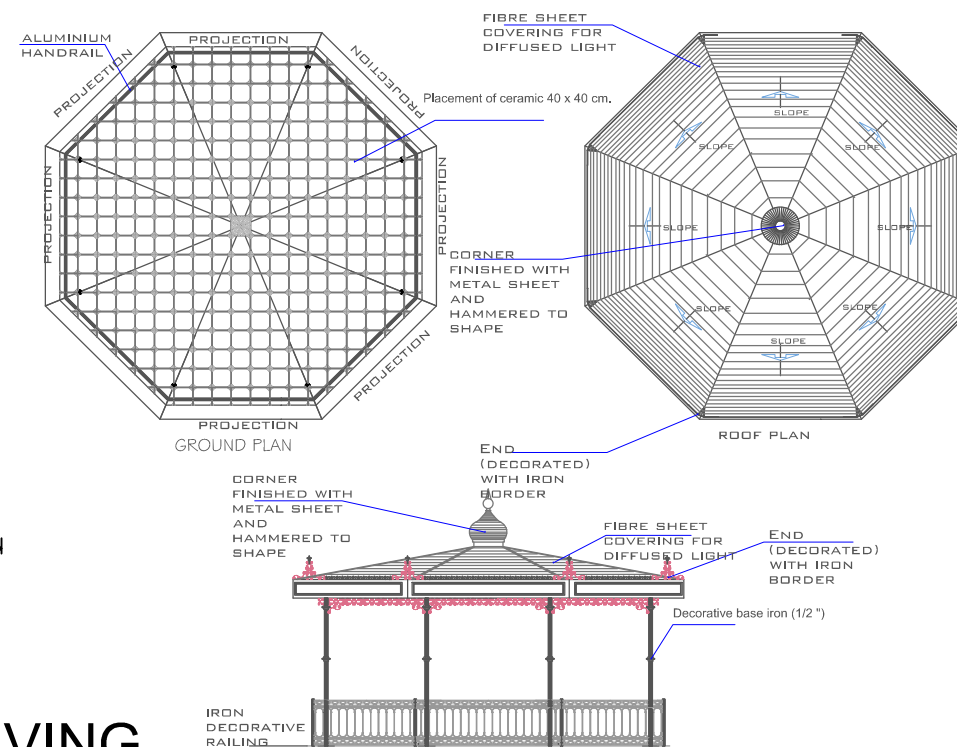 ALUMINIUM
HANDRAIL
PROJECTION
PROJECTION
PROJECTION
PROJECTION
PROJECTION
PROJECTION
PROJECTION
GROUND PLAN
Placement of ceramic 40 x 40 cm.
FIBRE SHEET
COVERING FOR
DIFFUSED LIGHT
SLOPE
SLOPE
SLOPE
SLOPE
SLOPE
SLOPE
SLOPE
SLOPE
CORNER
FINISHED WITH
METAL SHEET
AND
HAMMERED TO
SHAPE
ROOF PLAN
END
(DECORATED)
WITH IRON
BORDER
CORNER
FINISHED WITH
METAL SHEET
AND
HAMMERED TO
SHAPE
FIBRE SHEET
COVERING FOR
DIFFUSED LIGHT
END
(DECORATED)
WITH IRON
BORDER
Decorative base iron (1/2 ")
IRON
DECORATIVE
RAILING
VING